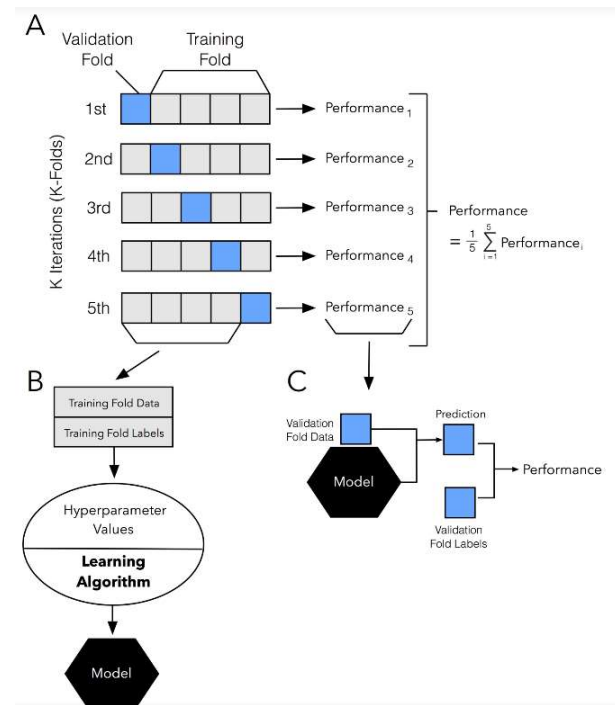 A
Validation
Fold
Training
Fold
K Iterations (K-Folds)
1st
Performance 1
2nd
Performance 2
3rd
Performance 3
4th
Performance 4
5th
Performance 5
Performance
= 1/5 5∑i=1 Performance i
B
Training Fold Data
Training Fold Labels
Hyperparameter
Values
Learning
Algorithm
Model
C
Validation
Fold Data
Model
Prediction
Validation
Fold Labels
Performance